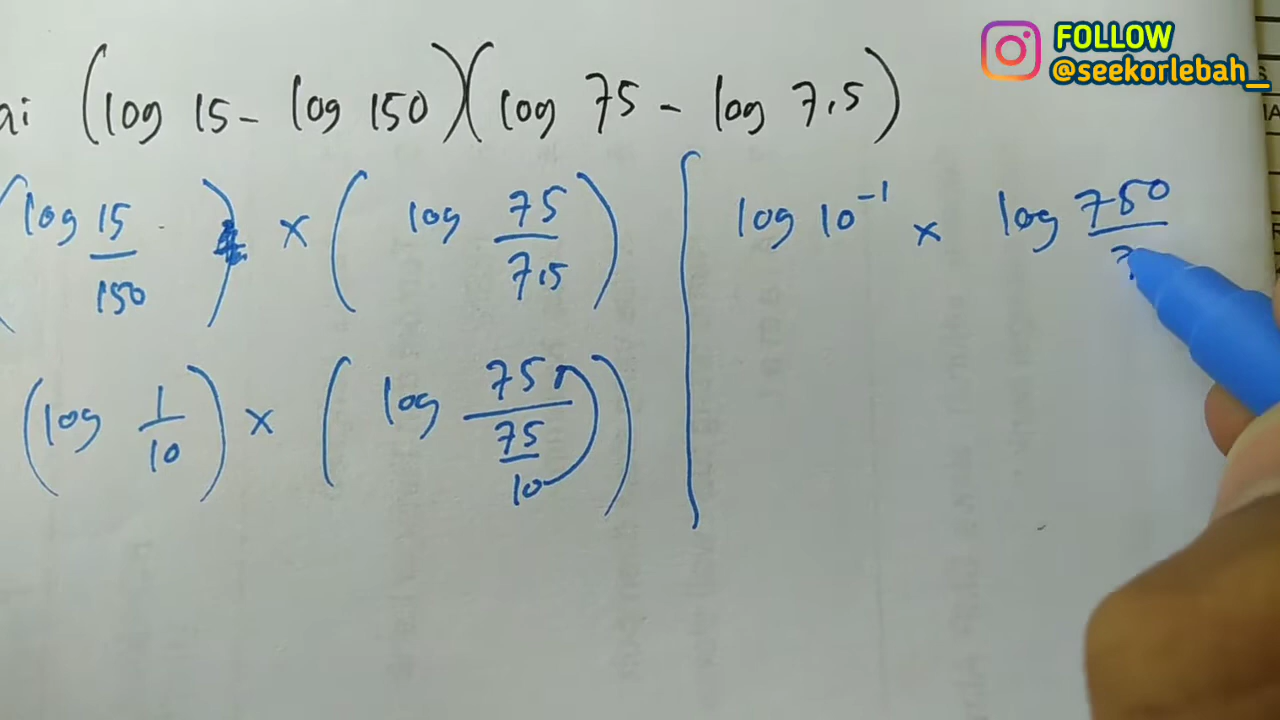 FOLLOW
@seekorlebah_
ai (log 15 - log 150)(log 75 - log 7,5)
(log 15/150) x (log 75/7,5)
(log 1/10) x (log 75/(75/10))
log 10⁻¹ x log 750/